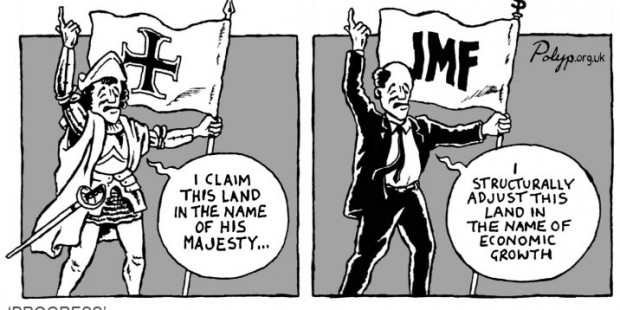 I CLAIM
THIS LAND
IN THE NAME
OF HIS
MAJESTY...
IMF
Polyp.org.uk
I
STRUCTURALLY
ADJUST THIS
LAND IN
THE NAME OF
ECONOMIC
GROWTH
'PROGRESS'